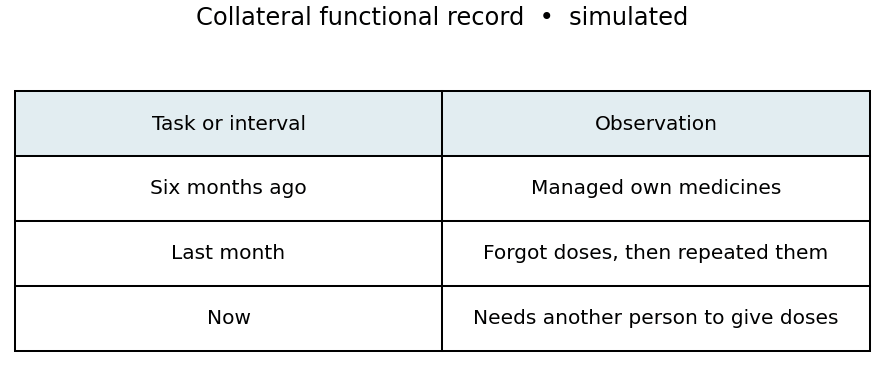 Collateral functional record • simulated
Task or interval Observation
Six months ago Managed own medicines
Last month Forgot doses, then repeated them
Now Needs another person to give doses